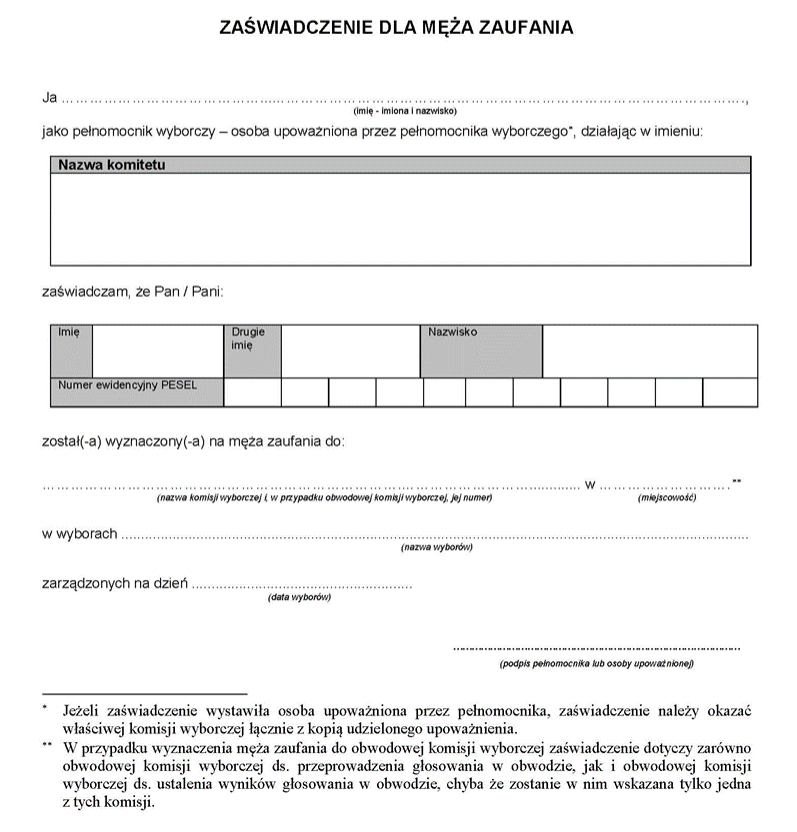 ZAŚWIADCZENIE DLA MĘŻA ZAUFANIA
Ja ……………………………………………………………………………………………………,
(imię - imiona i nazwisko)
jako pełnomocnik wyborczy – osoba upoważniona przez pełnomocnika wyborczego*, działając w imieniu:
Nazwa komitetu
zaświadczam, że Pan / Pani:
Imię
Drugie imię
Nazwisko
Numer ewidencyjny PESEL
został(-a) wyznaczony(-a) na męża zaufania do:
…………………………………………………………………………........... w ……………………….**
(nazwa komisji wyborczej i, w przypadku obwodowej komisji wyborczej, jej numer) (miejscowość)
w wyborach ..........................................................................................................................................................
(nazwa wyborów)
zarządzonych na dzień ......................................................
(data wyborów)
......................................................................
(podpis pełnomocnika lub osoby upoważnionej)
* Jeżeli zaświadczenie wystawiła osoba upoważniona przez pełnomocnika, zaświadczenie należy okazać
właściwej komisji wyborczej łącznie z kopią udzielonego upoważnienia.
** W przypadku wyznaczenia męża zaufania do obwodowej komisji wyborczej zaświadczenie dotyczy zarówno
obwodowej komisji wyborczej ds. przeprowadzenia głosowania w obwodzie, jak i obwodowej komisji
wyborczej ds. ustalenia wyników głosowania w obwodzie, chyba że zostanie w nim wskazana tylko jedna
z tych komisji.